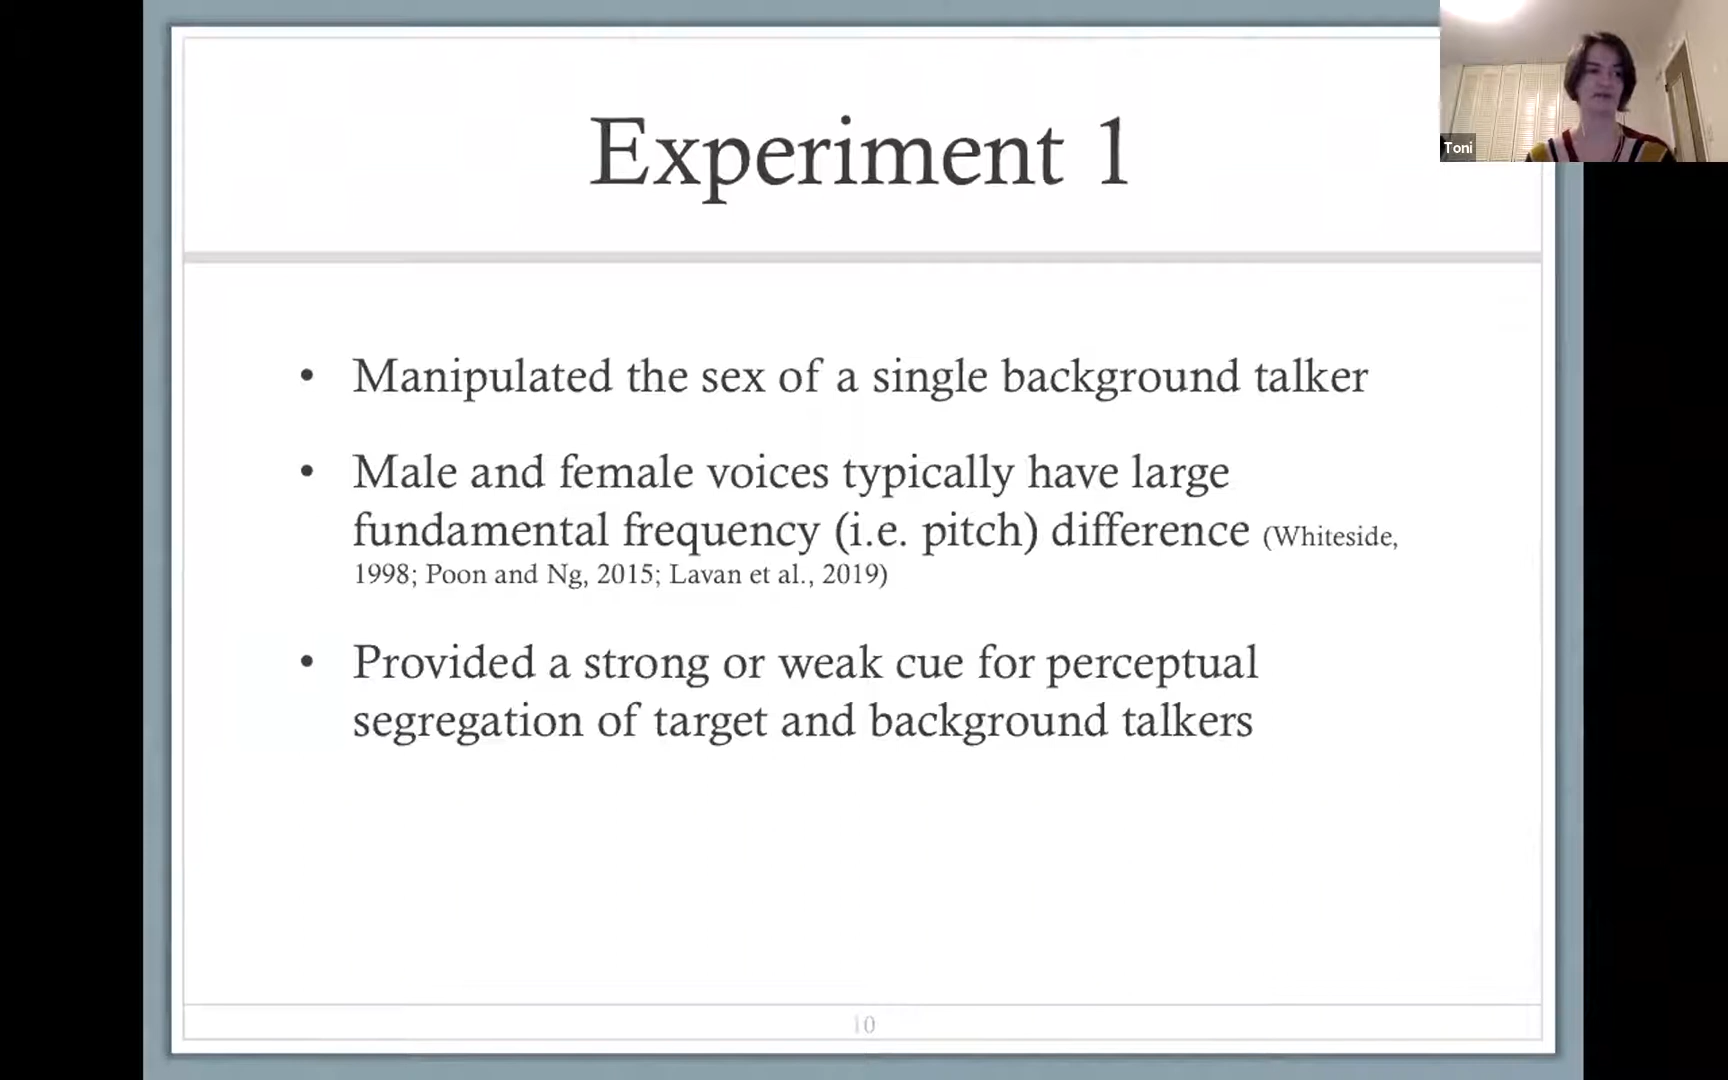 Experiment 1
Toni
• Manipulated the sex of a single background talker
• Male and female voices typically have large
fundamental frequency (i.e. pitch) difference (Whiteside,
1998; Poon and Ng, 2015; Lavan et al., 2019)
• Provided a strong or weak cue for perceptual
segregation of target and background talkers
10